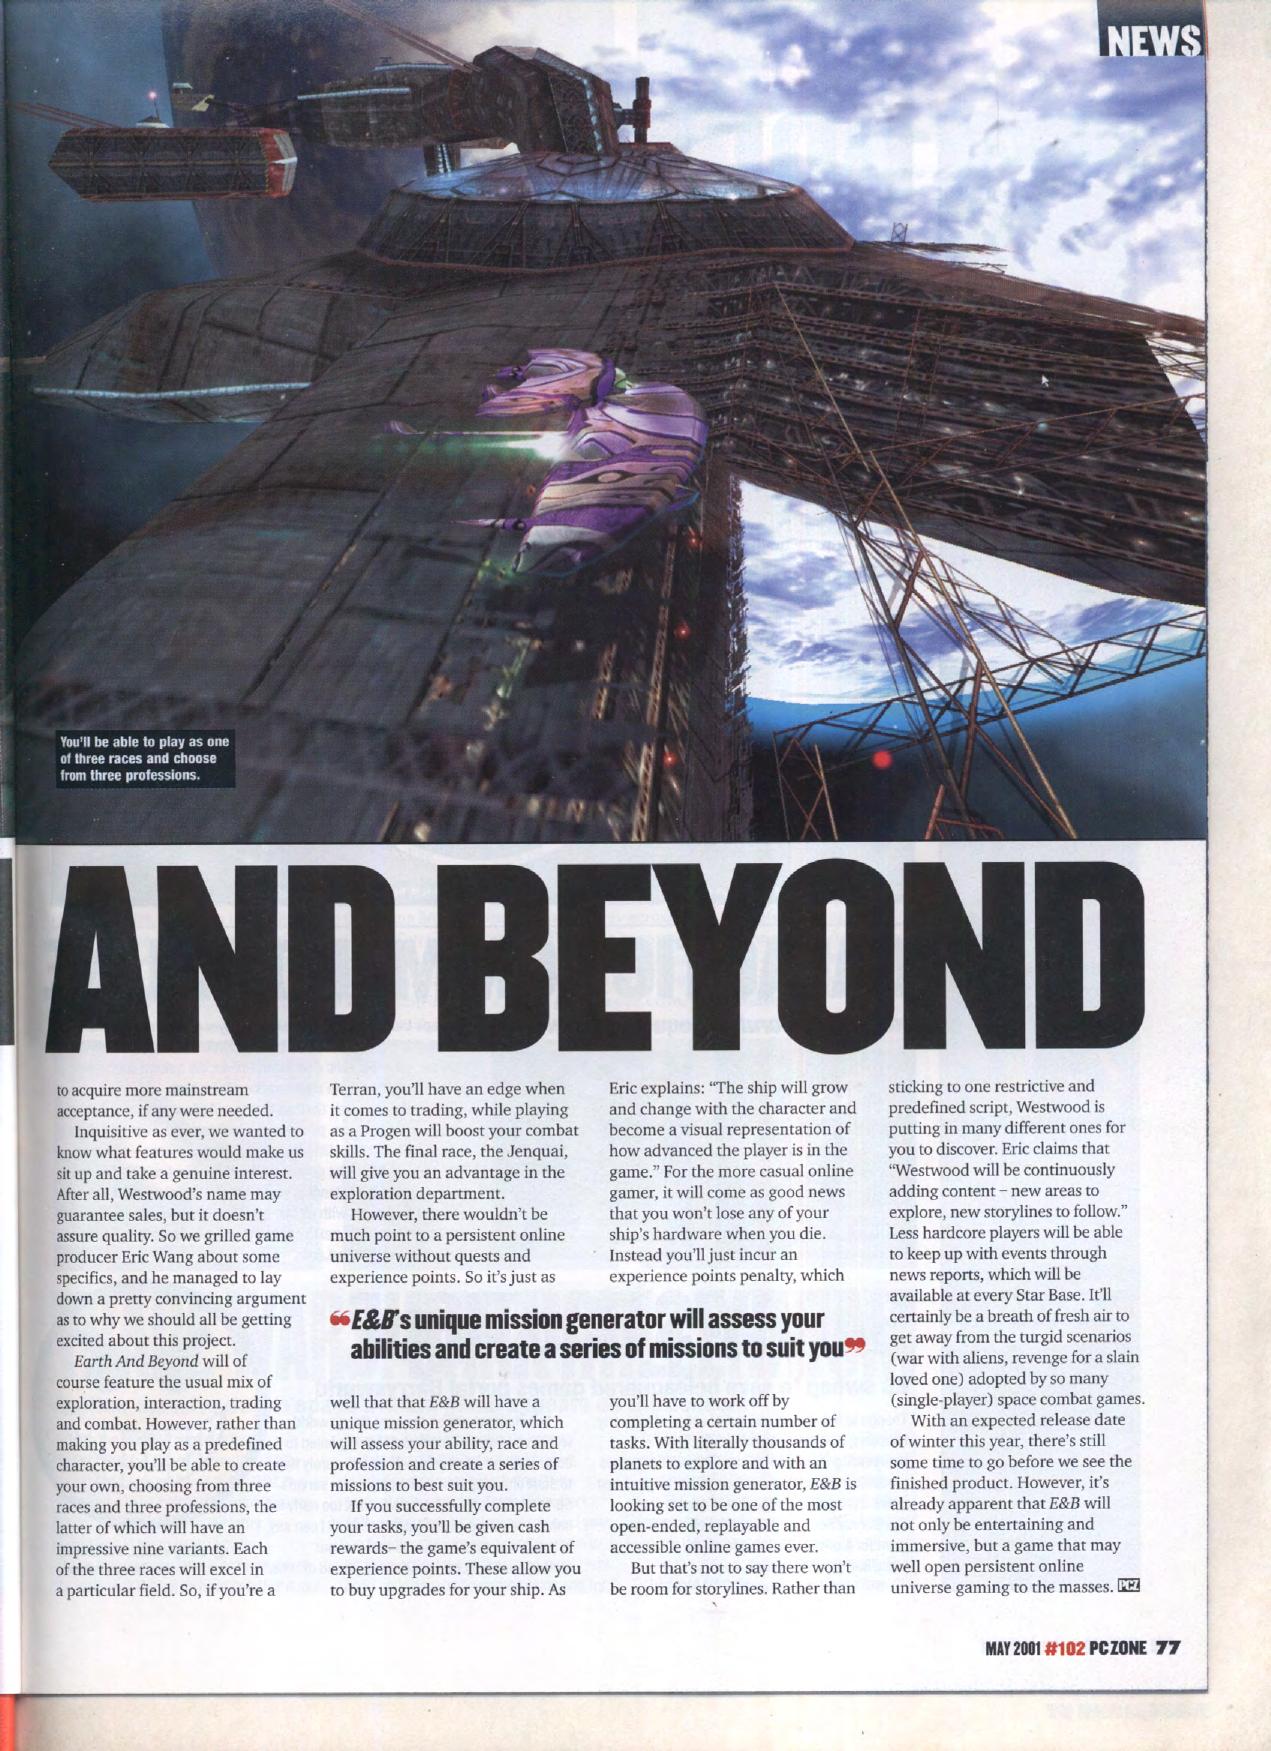 NEWS
You'll be able to play as one
of three races and choose
from three professions.
AND BEYOND
to acquire more mainstream
acceptance, if any were needed.
Inquisitive as ever, we wanted to
know what features would make us
sit up and take a genuine interest.
After all, Westwood's name may
guarantee sales, but it doesn't
assure quality. So we grilled game
producer Eric Wang about some
specifics, and he managed to lay
down a pretty convincing argument
as to why we should all be getting
excited about this project.
Earth And Beyond will of
course feature the usual mix of
exploration, interaction, trading
and combat. However, rather than
making you play as a predefined
character, you'll be able to create
your own, choosing from three
races and three professions, the
latter of which will have an
impressive nine variants. Each
of the three races will excel in
a particular field. So, if you're a
Terran, you'll have an edge when
it comes to trading, while playing
as a Progen will boost your combat
skills. The final race, the Jenquai,
will give you an advantage in the
exploration department.
However, there wouldn't be
much point to a persistent online
universe without quests and
experience points. So it's just as
“E&B's unique mission generator will assess your
abilities and create a series of missions to suit you”
well that that E&B will have a
unique mission generator, which
will assess your ability, race and
profession and create a series of
missions to best suit you.
If you successfully complete
your tasks, you'll be given cash
rewards– the game's equivalent of
experience points. These allow you
to buy upgrades for your ship. As
Eric explains: “The ship will grow
and change with the character and
become a visual representation of
how advanced the player is in the
game.” For the more casual online
gamer, it will come as good news
that you won't lose any of your
ship's hardware when you die.
Instead you'll just incur an
experience points penalty, which
you'll have to work off by
completing a certain number of
tasks. With literally thousands of
planets to explore and with an
intuitive mission generator, E&B is
looking set to be one of the most
open-ended, replayable and
accessible online games ever.
But that's not to say there won't
be room for storylines. Rather than
sticking to one restrictive and
predefined script, Westwood is
putting in many different ones for
you to discover. Eric claims that
“Westwood will be continuously
adding content – new areas to
explore, new storylines to follow.”
Less hardcore players will be able
to keep up with events through
news reports, which will be
available at every Star Base. It'll
certainly be a breath of fresh air to
get away from the turgid scenarios
(war with aliens, revenge for a slain
loved one) adopted by so many
(single-player) space combat games.
With an expected release date
of winter this year, there's still
some time to go before we see the
finished product. However, it's
already apparent that E&B will
not only be entertaining and
immersive, but a game that may
well open persistent online
universe gaming to the masses. PCZ
MAY 2001 #102 PC ZONE 77